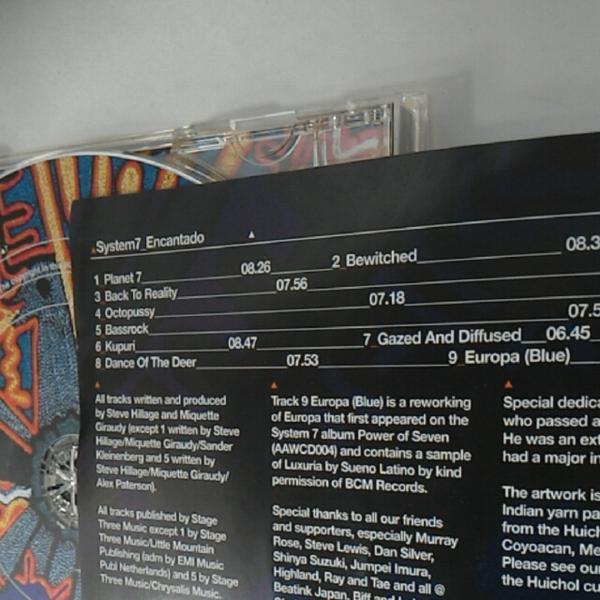 System7_Encantado
1 Planet 7 08.26 2 Bewitched 08.3
3 Back To Reality 07.56
4 Octopussy 07.18
5 Bassrock 07.5
6 Kupuri 08.47 7 Gazed And Diffused 06.45
8 Dance Of The Deer 07.53 9 Europa (Blue)
All tracks written and produced
by Steve Hillage and Miquette
Giraudy (except 1 written by Steve
Hillage/Miquette Giraudy/Sander
Kleinenberg and 5 written by
Steve Hillage/Miquette Giraudy/
Alex Paterson).
All tracks published by Stage
Three Music except 1 by Stage
Three Music/Little Mountain
Publishing (adm by EMI Music
Publ Netherlands) and 5 by Stage
Three Music/Chrysalis Music.
Track 9 Europa (Blue) is a reworking
of Europa that first appeared on the
System 7 album Power of Seven
(AAWCD004) and contains a sample
of Luxuria by Sueno Latino by kind
permission of BCM Records.
Special thanks to all our friends
and supporters, especially Murray
Rose, Steve Lewis, Dan Silver,
Shinya Suzuki, Jumpei Imura,
Highland, Ray and Tae and all @
Beatink Japan, Biff and
Special dedica
who passed a
He was an ext
had a major in
The artwork is
Indian yarn pa
from the Huich
Coyoacan, Me
Please see our
the Huichol cu